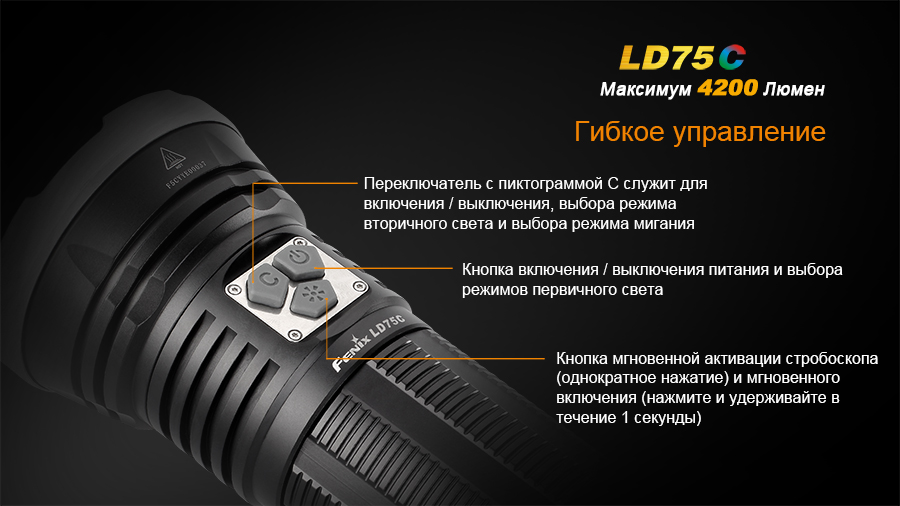 LD75C
Максимум 4200 Люмен
Гибкое управление
Переключатель с пиктограммой С служит для
включения / выключения, выбора режима
вторичного света и выбора режима мигания
Кнопка включения / выключения питания и выбора
режимов первичного света
Кнопка мгновенной активации стробоскопа
(однократное нажатие) и мгновенного
включения (нажмите и удерживайте в
течение 1 секунды)
C
FENIX LD75C